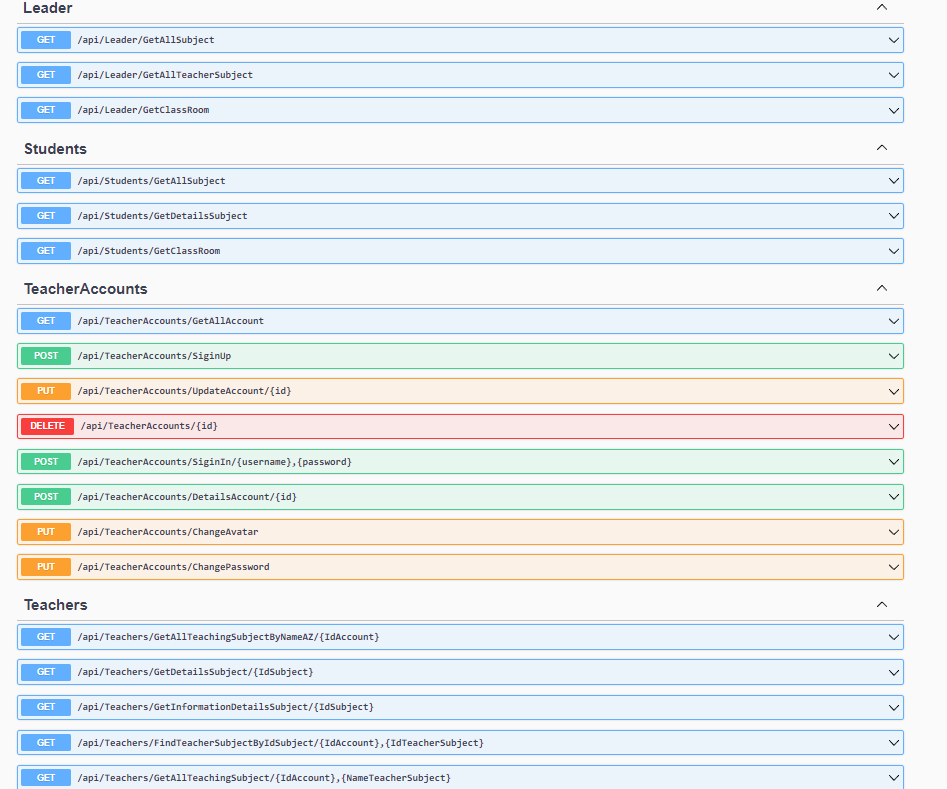 Leader
GET /api/Leader/GetAllSubject
GET /api/Leader/GetAllTeacherSubject
GET /api/Leader/GetClassRoom
Students
GET /api/Students/GetAllSubject
GET /api/Students/GetDetailsSubject
GET /api/Students/GetClassRoom
TeacherAccounts
GET /api/TeacherAccounts/GetAllAccount
POST /api/TeacherAccounts/SiginUp
PUT /api/TeacherAccounts/UpdateAccount/{id}
DELETE /api/TeacherAccounts/{id}
POST /api/TeacherAccounts/SiginIn/{username},{password}
POST /api/TeacherAccounts/DetailsAccount/{id}
PUT /api/TeacherAccounts/ChangeAvatar
PUT /api/TeacherAccounts/ChangePassword
Teachers
GET /api/Teachers/GetAllTeachingSubjectByNameAZ/{IdAccount}
GET /api/Teachers/GetDetailsSubject/{IdSubject}
GET /api/Teachers/GetInformationDetailsSubject/{IdSubject}
GET /api/Teachers/FindTeacherSubjectByIdSubject/{IdAccount},{IdTeacherSubject}
GET /api/Teachers/GetAllTeachingSubject/{IdAccount},{NameTeacherSubject}